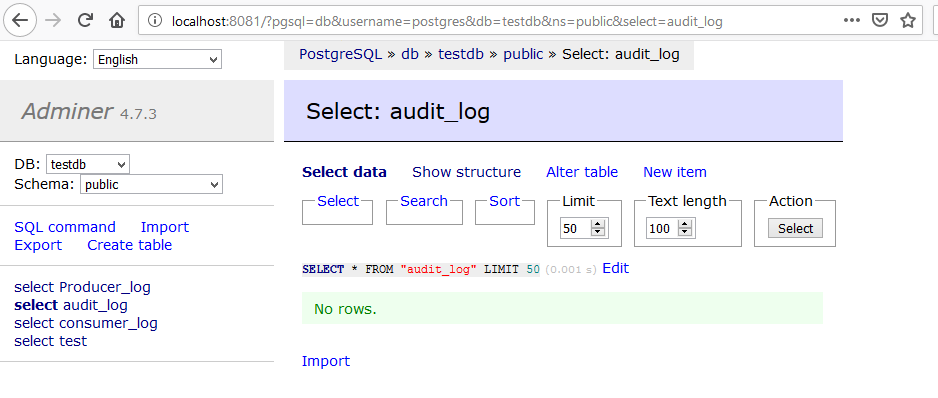 localhost:8081/?pgsql=db&username=postgres&db=testdb&ns=public&select=audit_log
Language: English
PostgreSQL » db » testdb » public » Select: audit_log
Adminer 4.7.3
Select: audit_log
DB: testdb
Schema: public
SQL command Import
Export Create table
select Producer_log
select audit_log
select consumer_log
select test
Select data Show structure Alter table New item
Select Search Sort Limit Text length Action
50 100 Select
SELECT * FROM "audit_log" LIMIT 50 (0.001 s) Edit
No rows.
Import